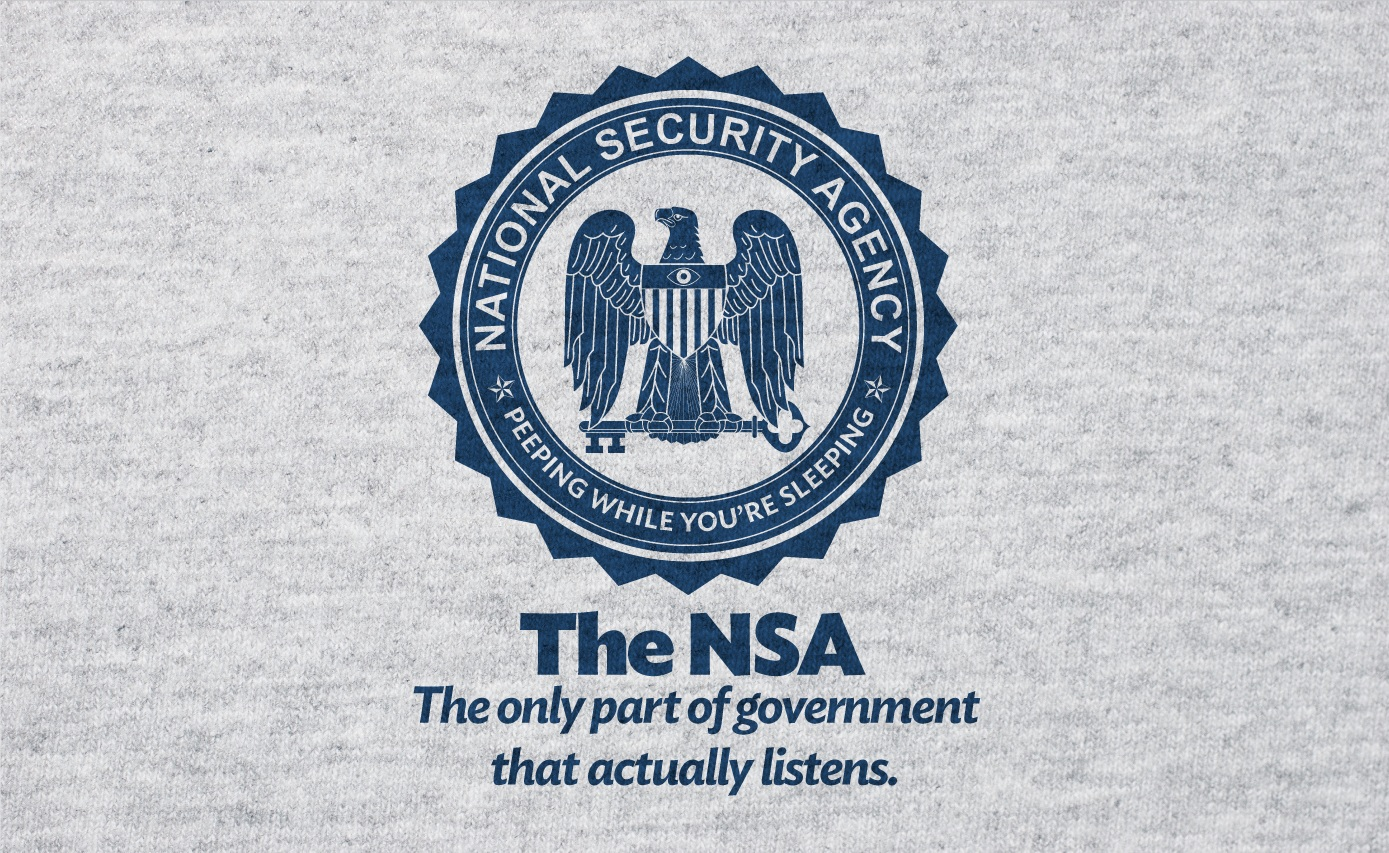 NATIONAL SECURITY AGENCY
PEEPING WHILE YOU'RE SLEEPING
The NSA
The only part of government
that actually listens.